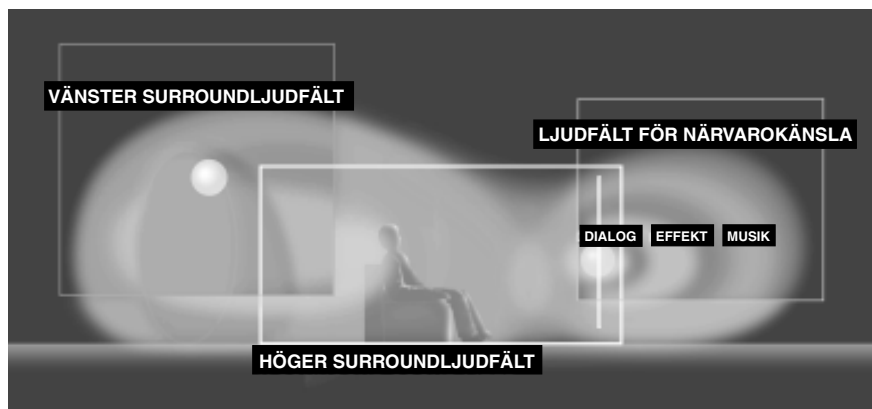 VÄNSTER SURROUNDLJUDFÄLT
LJUDFÄLT FÖR NÄRVAROKÄNSLA
DIALOG EFFEKT MUSIK
HÖGER SURROUNDLJUDFÄLT